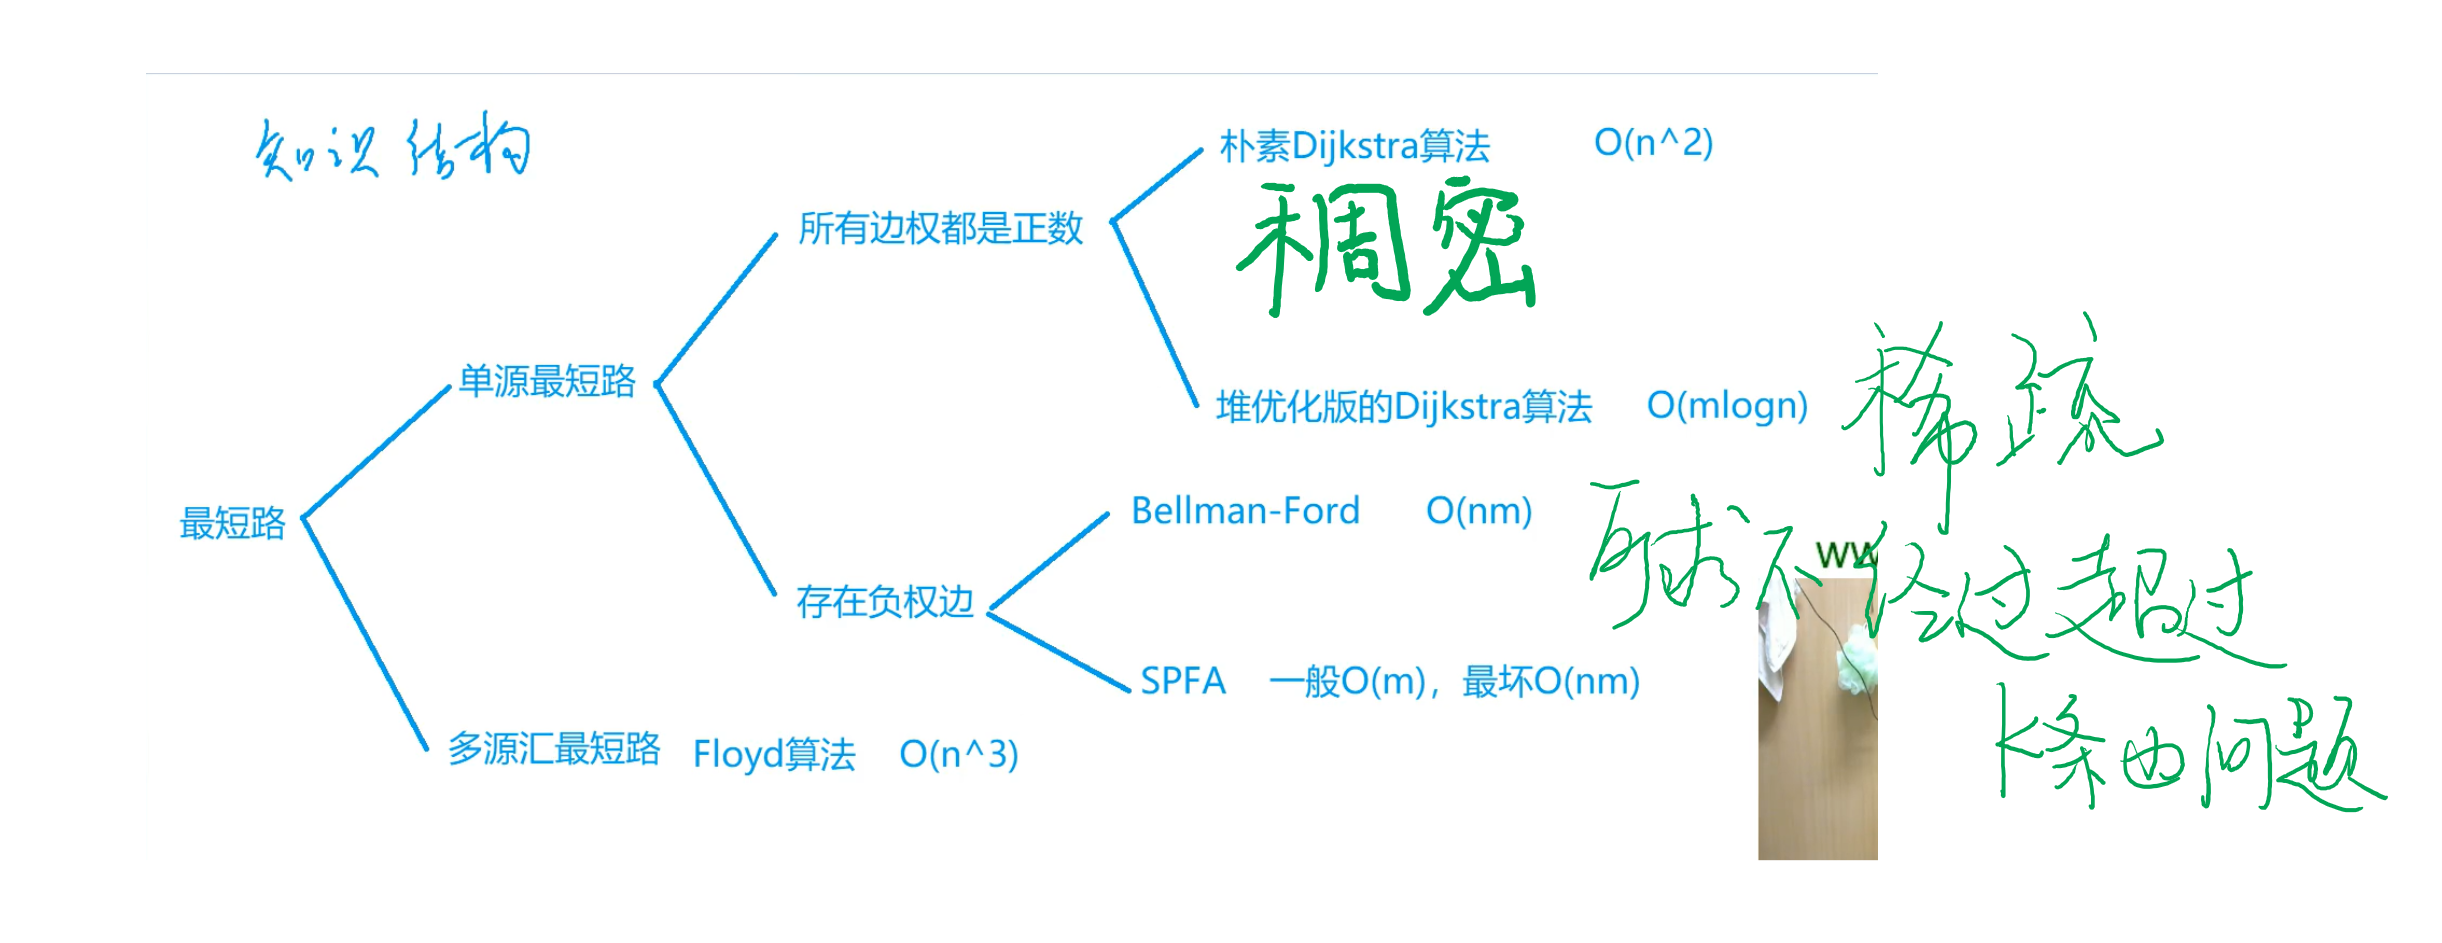 知识结构
朴素Dijkstra算法 O(n^2)
稠密
所有边权都是正数
单源最短路
堆优化版的Dijkstra算法 O(mlogn) 稀疏
最短路
Bellman-Ford O(nm) 可求不经过超过
k条边问题
ww
存在负权边
SPFA 一般O(m)，最坏O(nm)
多源汇最短路 Floyd算法 O(n^3)